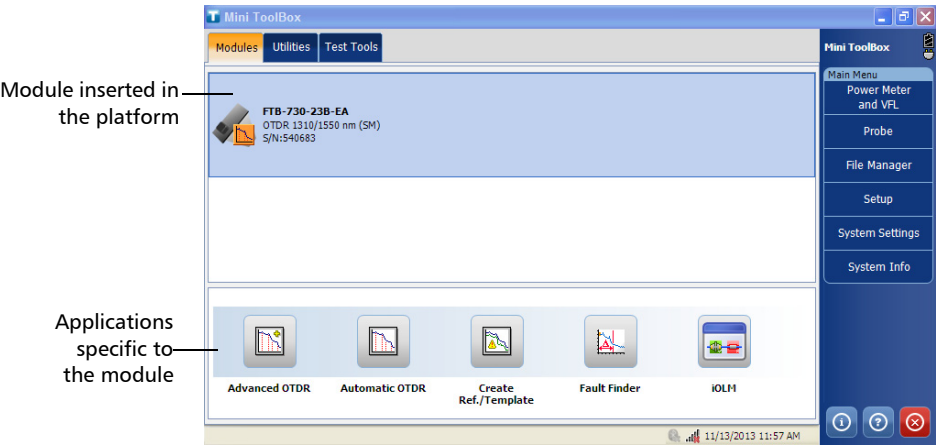 Mini ToolBox
Modules
Utilities
Test Tools
Module inserted in
the platform
FTB-730-23B-EA
OTDR 1310/1550 nm (SM)
S/N:540683
Applications
specific to
the module
Advanced OTDR
Automatic OTDR
Create
Ref./Template
Fault Finder
iOLM
11/13/2013 11:57 AM
Mini ToolBox
Main Menu
Power Meter
and VFL
Probe
File Manager
Setup
System Settings
System Info